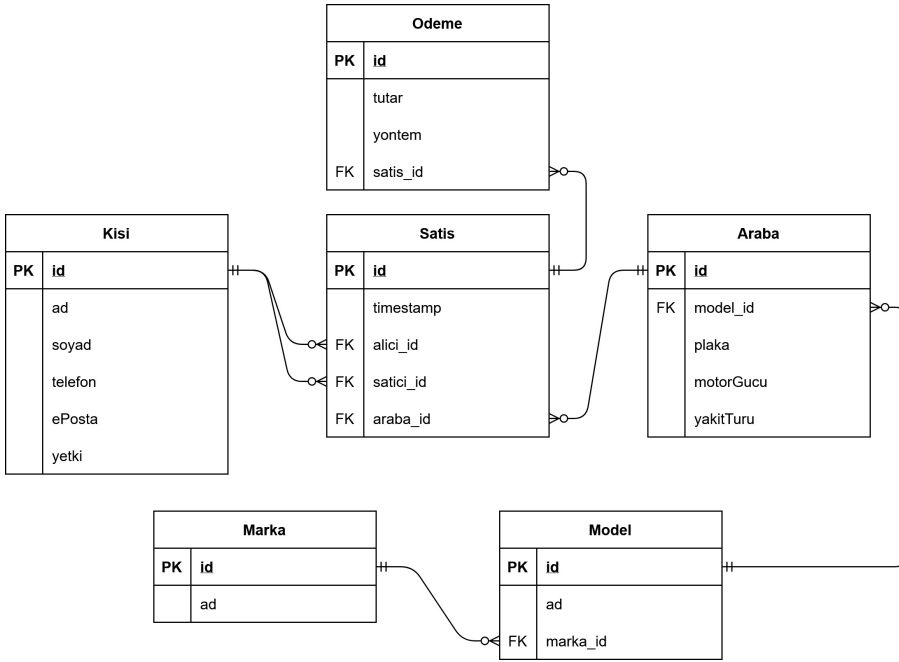 Odeme
PK id
tutar
yontem
FK satis_id
Kisi
PK id
ad
soyad
telefon
ePosta
yetki
Satis
PK id
timestamp
FK alici_id
FK satici_id
FK araba_id
Araba
PK id
FK model_id
plaka
motorGucu
yakitTuru
Marka
PK id
ad
Model
PK id
ad
FK marka_id